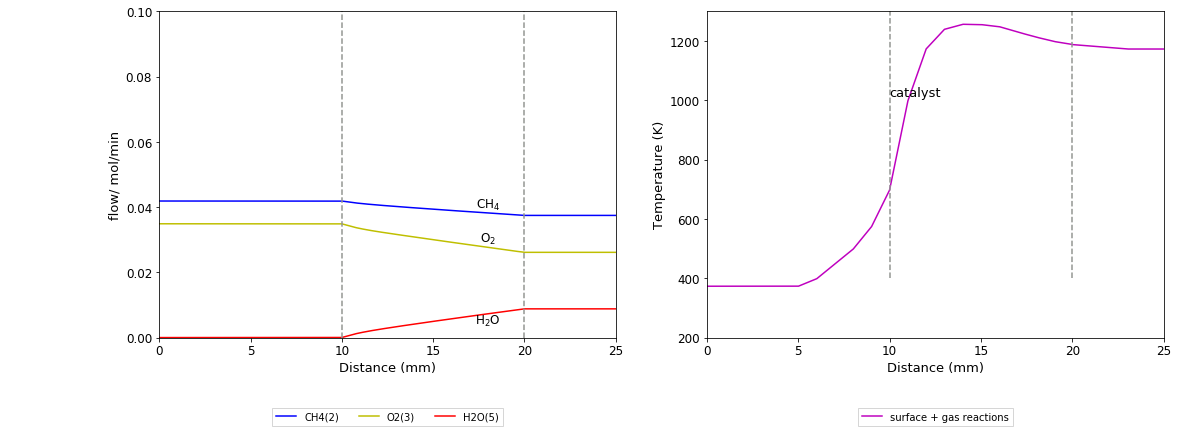 0.10
0.08
0.06
0.04
0.02
0.00
flow/ mol/min
CH4
O2
H2O
0 5 10 15 20 25
Distance (mm)
CH4(2) O2(3) H2O(5)
1200
1000
800
600
400
200
Temperature (K)
catalyst
0 5 10 15 20 25
Distance (mm)
surface + gas reactions